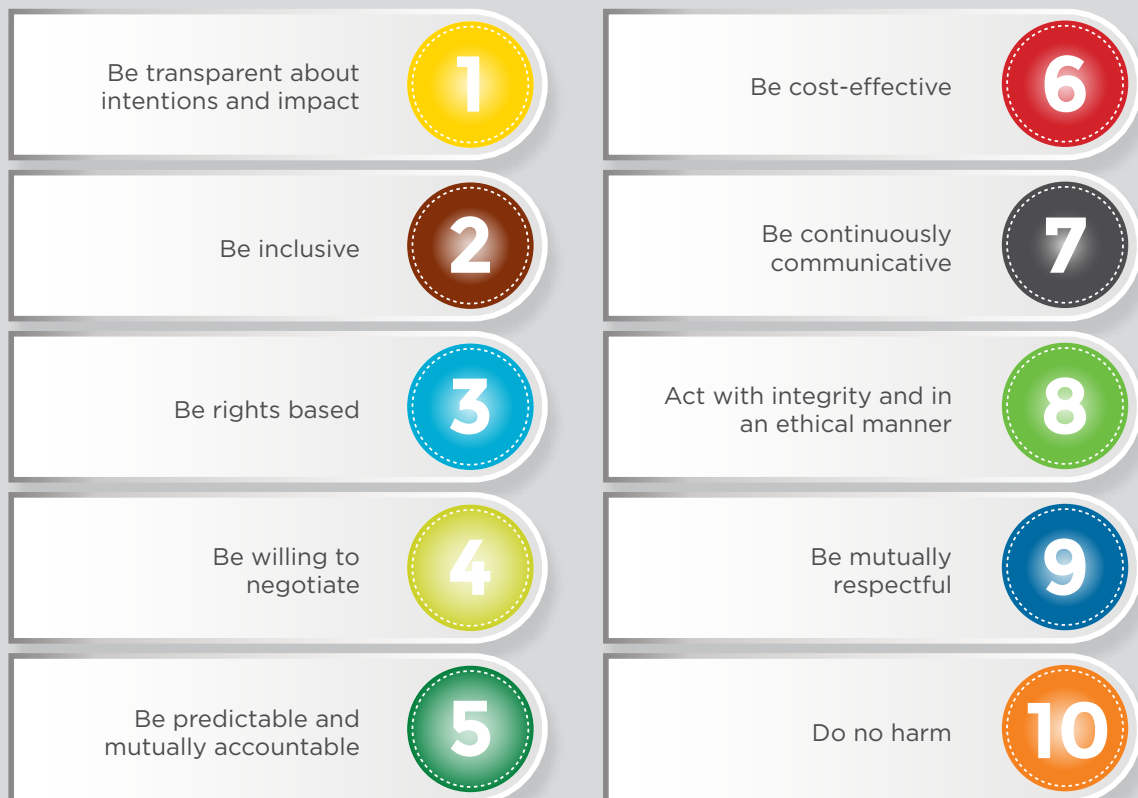 Be transparent about
intentions and impact
1
Be inclusive
2
Be rights based
3
Be willing to
negotiate
4
Be predictable and
mutually accountable
5
Be cost-effective
6
Be continuously
communicative
7
Act with integrity and in
an ethical manner
8
Be mutually
respectful
9
Do no harm
10